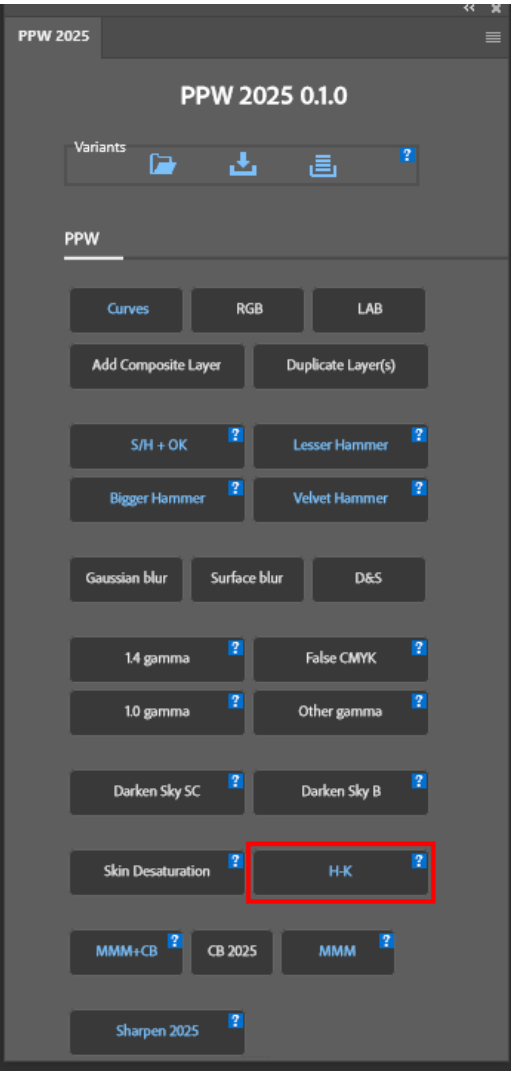 PPW 2025
PPW 2025 0.1.0
Variants
?
PPW
Curves RGB LAB
Add Composite Layer Duplicate Layer(s)
S/H + OK ? Lesser Hammer ?
Bigger Hammer ? Velvet Hammer ?
Gaussian blur Surface blur D&S
1.4 gamma ? False CMYK ?
1.0 gamma ? Other gamma ?
Darken Sky SC ? Darken Sky B ?
Skin Desaturation ? H-K ?
MMM+CB ? CB 2025 MMM ?
Sharpen 2025 ?